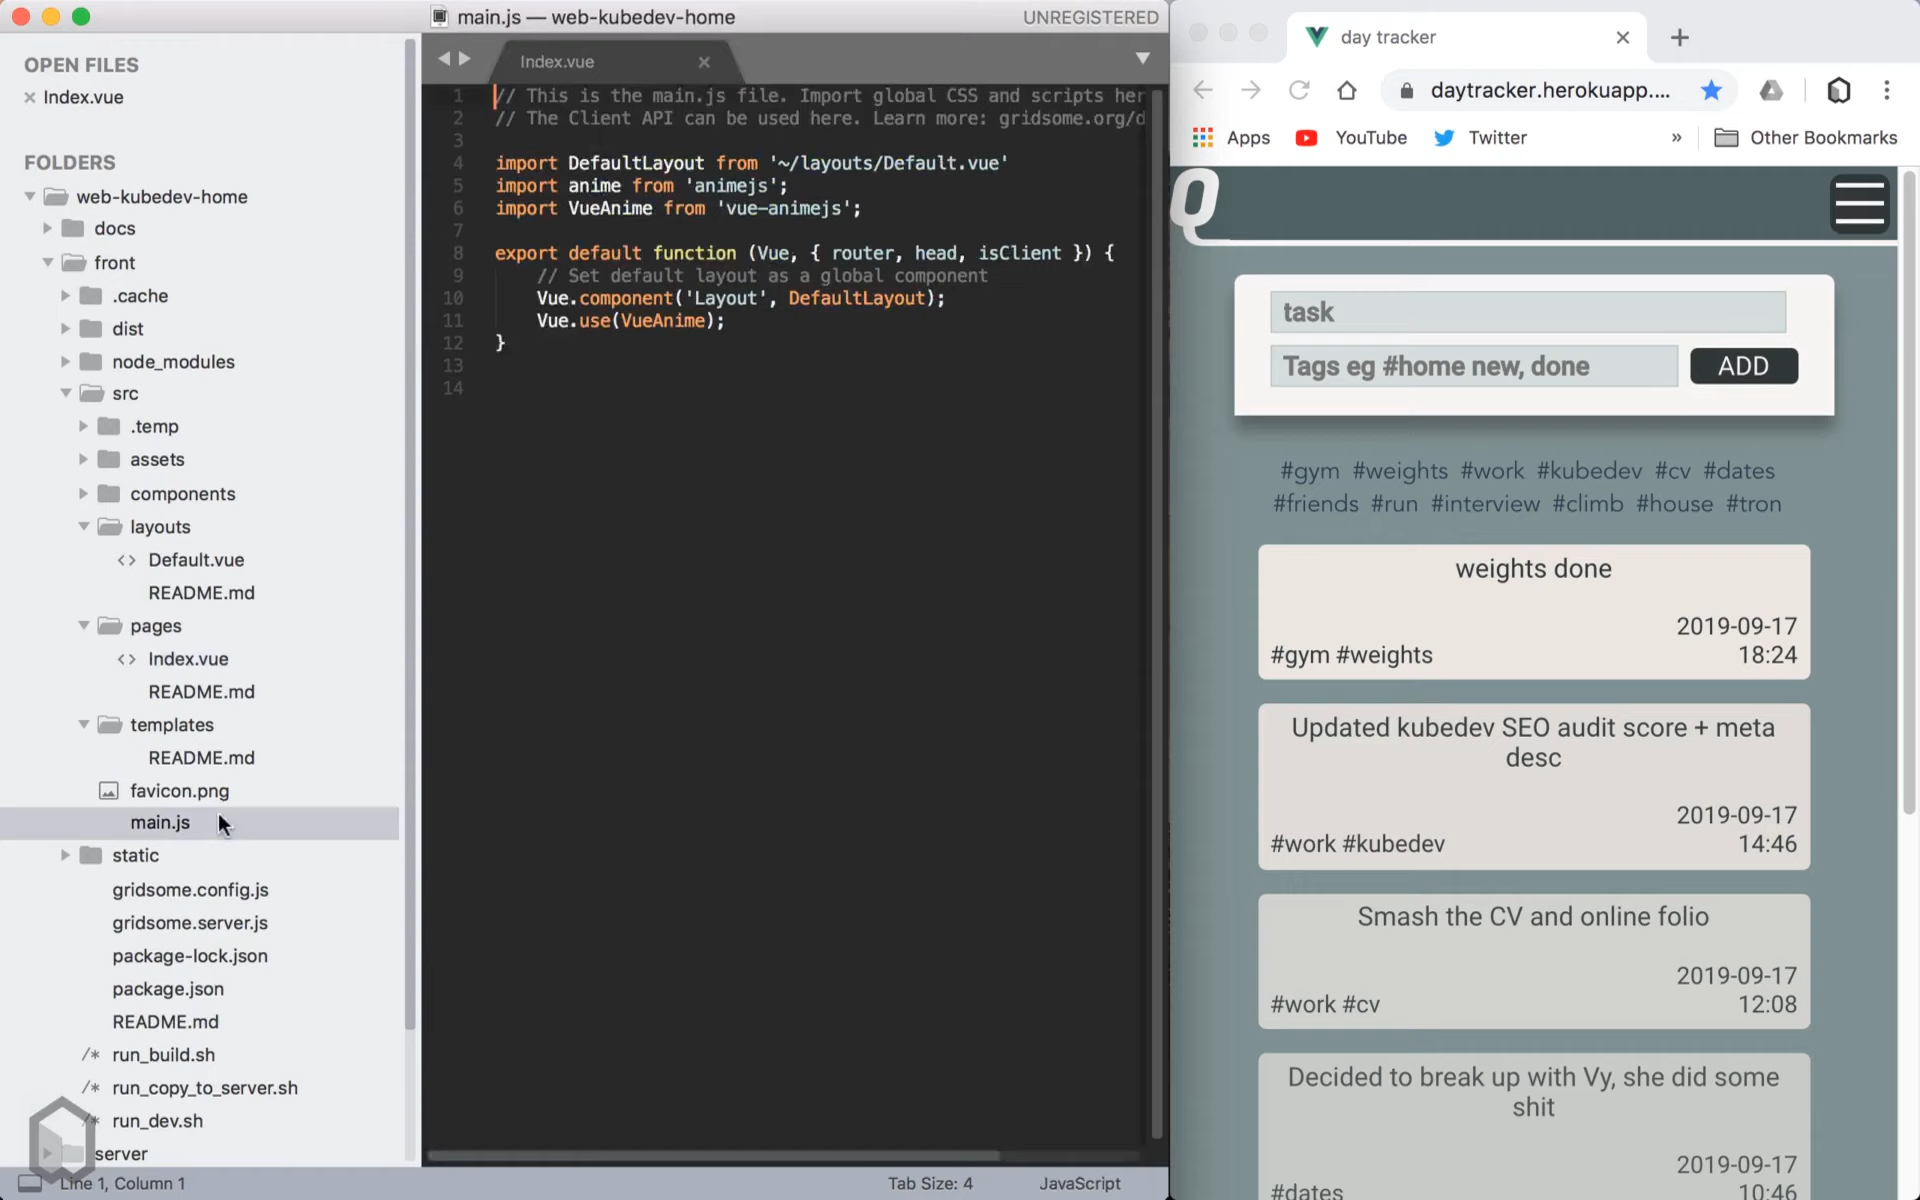 main.js — web-kubedev-home
UNREGISTERED
OPEN FILES
Index.vue
FOLDERS
web-kubedev-home
docs
front
.cache
dist
node_modules
src
.temp
assets
components
layouts
Default.vue
README.md
pages
Index.vue
README.md
templates
README.md
favicon.png
main.js
static
gridsome.config.js
gridsome.server.js
package-lock.json
package.json
README.md
run_build.sh
run_copy_to_server.sh
run_dev.sh
server
Index.vue
1 // This is the main.js file. Import global CSS and scripts her
2 // The Client API can be used here. Learn more: gridsome.org/d
3
4 import DefaultLayout from '~/layouts/Default.vue'
5 import anime from 'animejs';
6 import VueAnime from 'vue-animejs';
7
8 export default function (Vue, { router, head, isClient }) {
9 // Set default layout as a global component
10 Vue.component('Layout', DefaultLayout);
11 Vue.use(VueAnime);
12 }
13
14
Line 1, Column 1
Tab Size: 4
JavaScript
day tracker
daytracker.herokuapp....
Apps YouTube Twitter » Other Bookmarks
Q
task
Tags eg #home new, done
ADD
#gym #weights #work #kubedev #cv #dates
#friends #run #interview #climb #house #tron
weights done
2019-09-17
#gym #weights 18:24
Updated kubedev SEO audit score + meta
desc
2019-09-17
#work #kubedev 14:46
Smash the CV and online folio
2019-09-17
#work #cv 12:08
Decided to break up with Vy, she did some
shit
2019-09-17
#dates 10:46